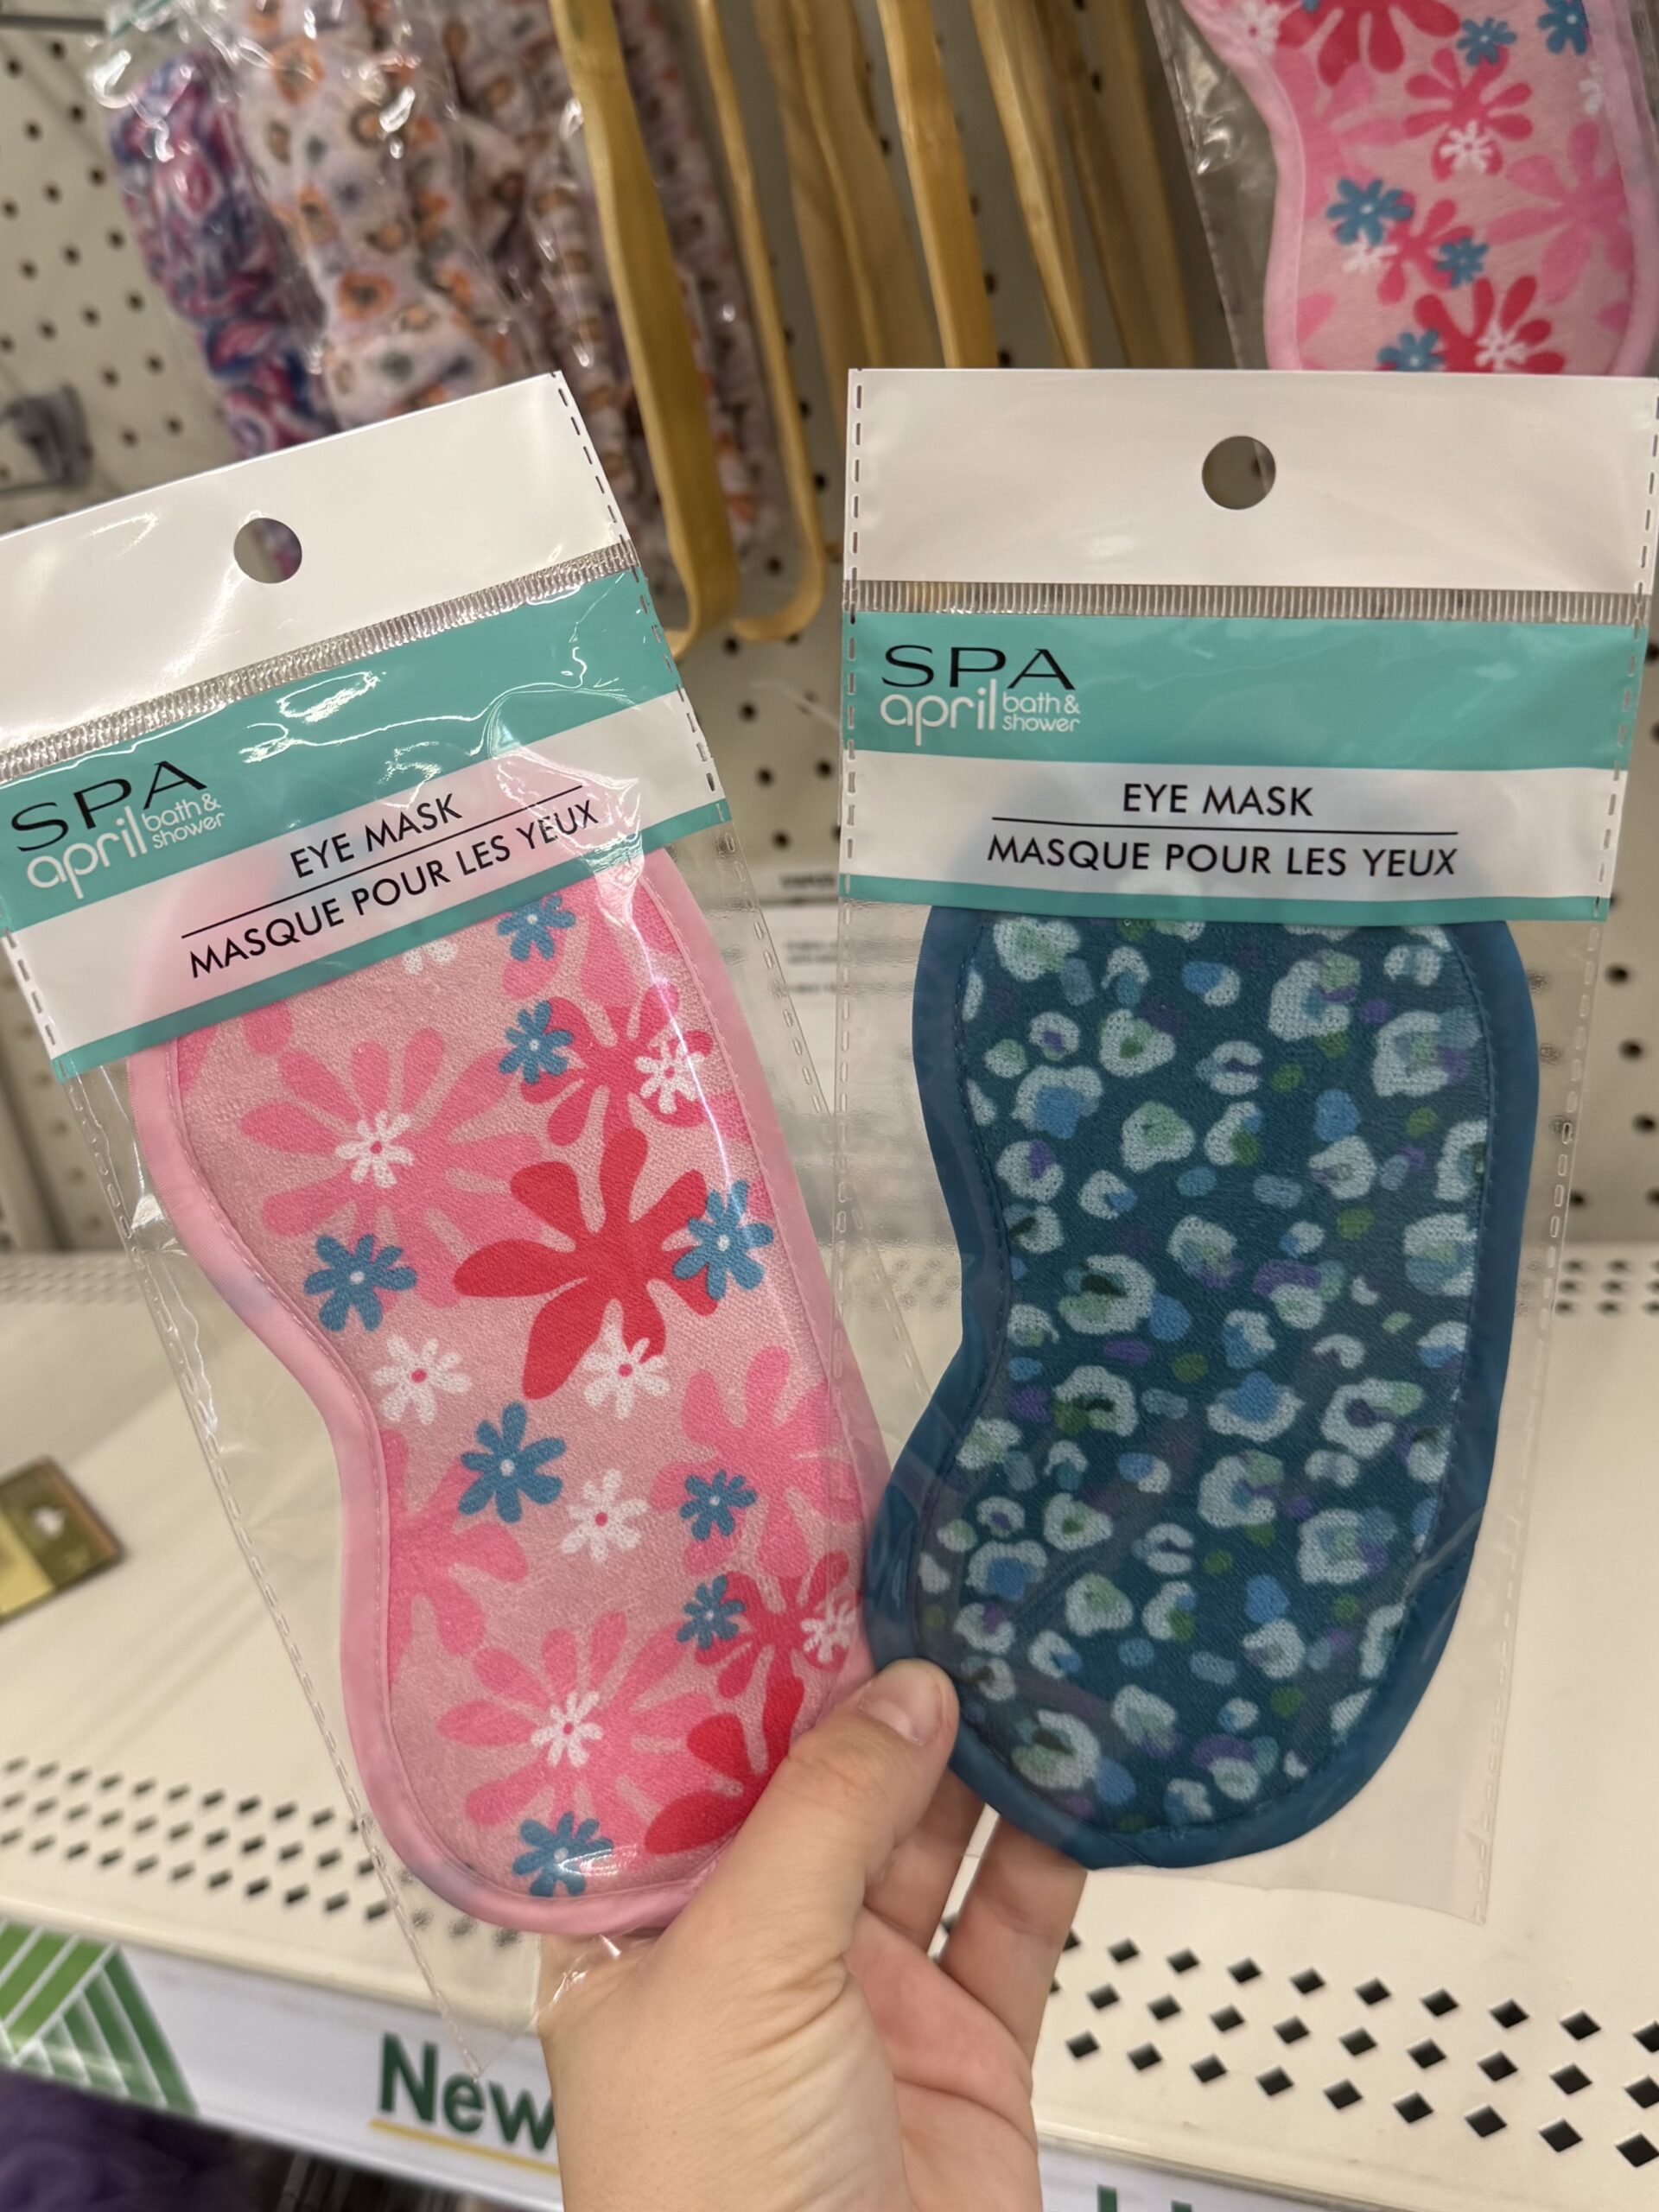 SPA
april bath & shower
EYE MASK
MASQUE POUR LES YEUX
SPA
april bath & shower
EYE MASK
MASQUE POUR LES YEUX
New